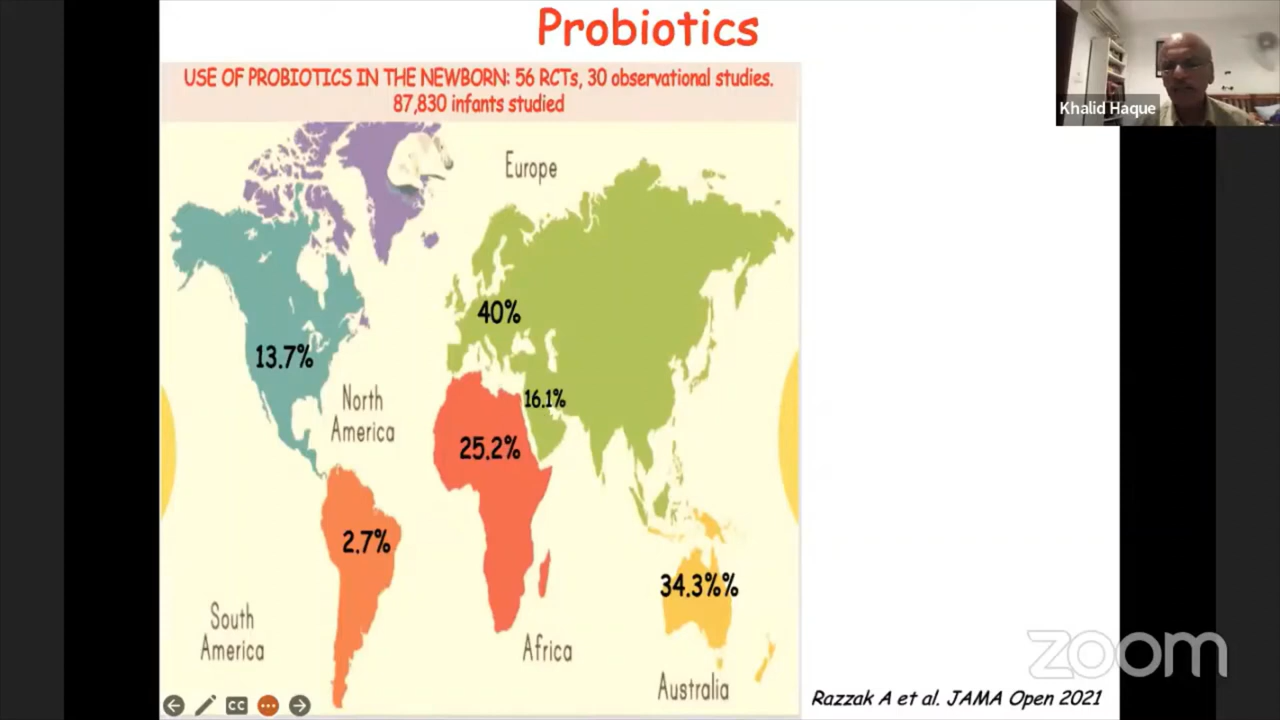 Probiotics
USE OF PROBIOTICS IN THE NEWBORN: 56 RCTs, 30 observational studies.
87,830 infants studied
Khalid Haque
Europe
40%
13.7%
16.1%
North
America
25.2%
2.7%
34.3%%
South
America
Africa
Australia
zoom
CC
Razzak A et al. JAMA Open 2021